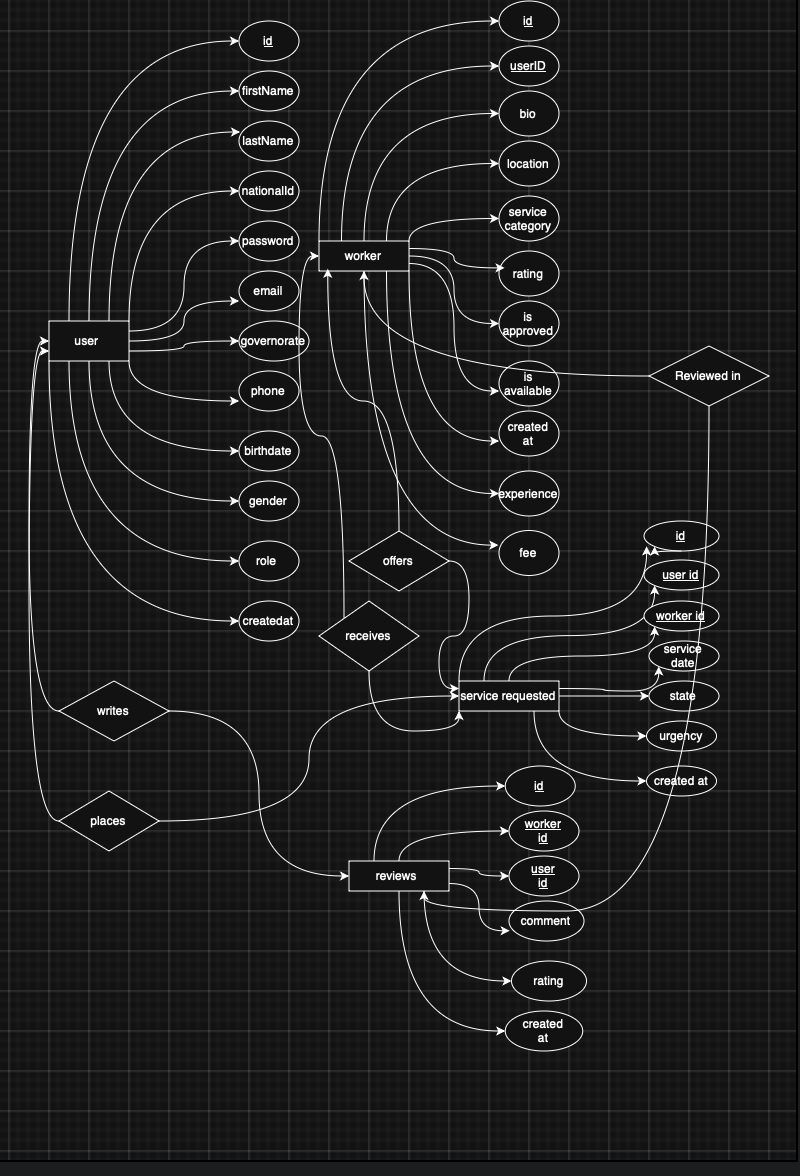 id
firstName
lastName
nationalId
password
email
governorate
phone
birthdate
gender
role
createdat
user
id
userID
bio
location
service
category
rating
is
approved
is
available
created
at
experience
fee
worker
Reviewed in
offers
receives
writes
places
id
user id
worker id
service
date
state
urgency
created at
service requested
id
worker
id
user
id
comment
rating
created
at
reviews